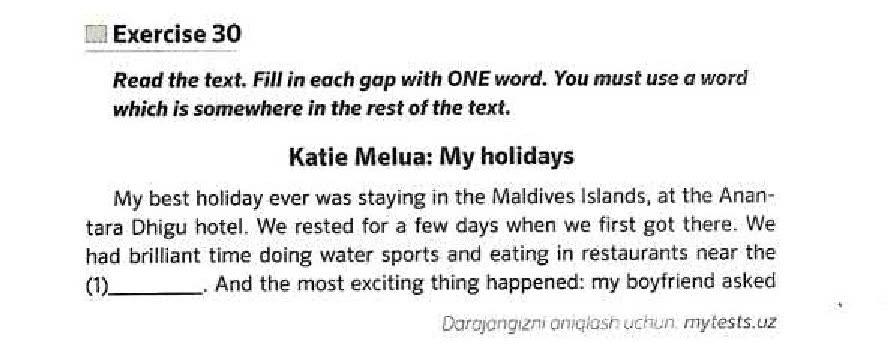 Exercise 30
Read the text. Fill in each gap with ONE word. You must use a word
which is somewhere in the rest of the text.
Katie Melua: My holidays
My best holiday ever was staying in the Maldives Islands, at the Anan-
tara Dhigu hotel. We rested for a few days when we first got there. We
had brilliant time doing water sports and eating in restaurants near the
(1)_________. And the most exciting thing happened: my boyfriend asked
Darajangizni aniqlash uchun: mytests.uz